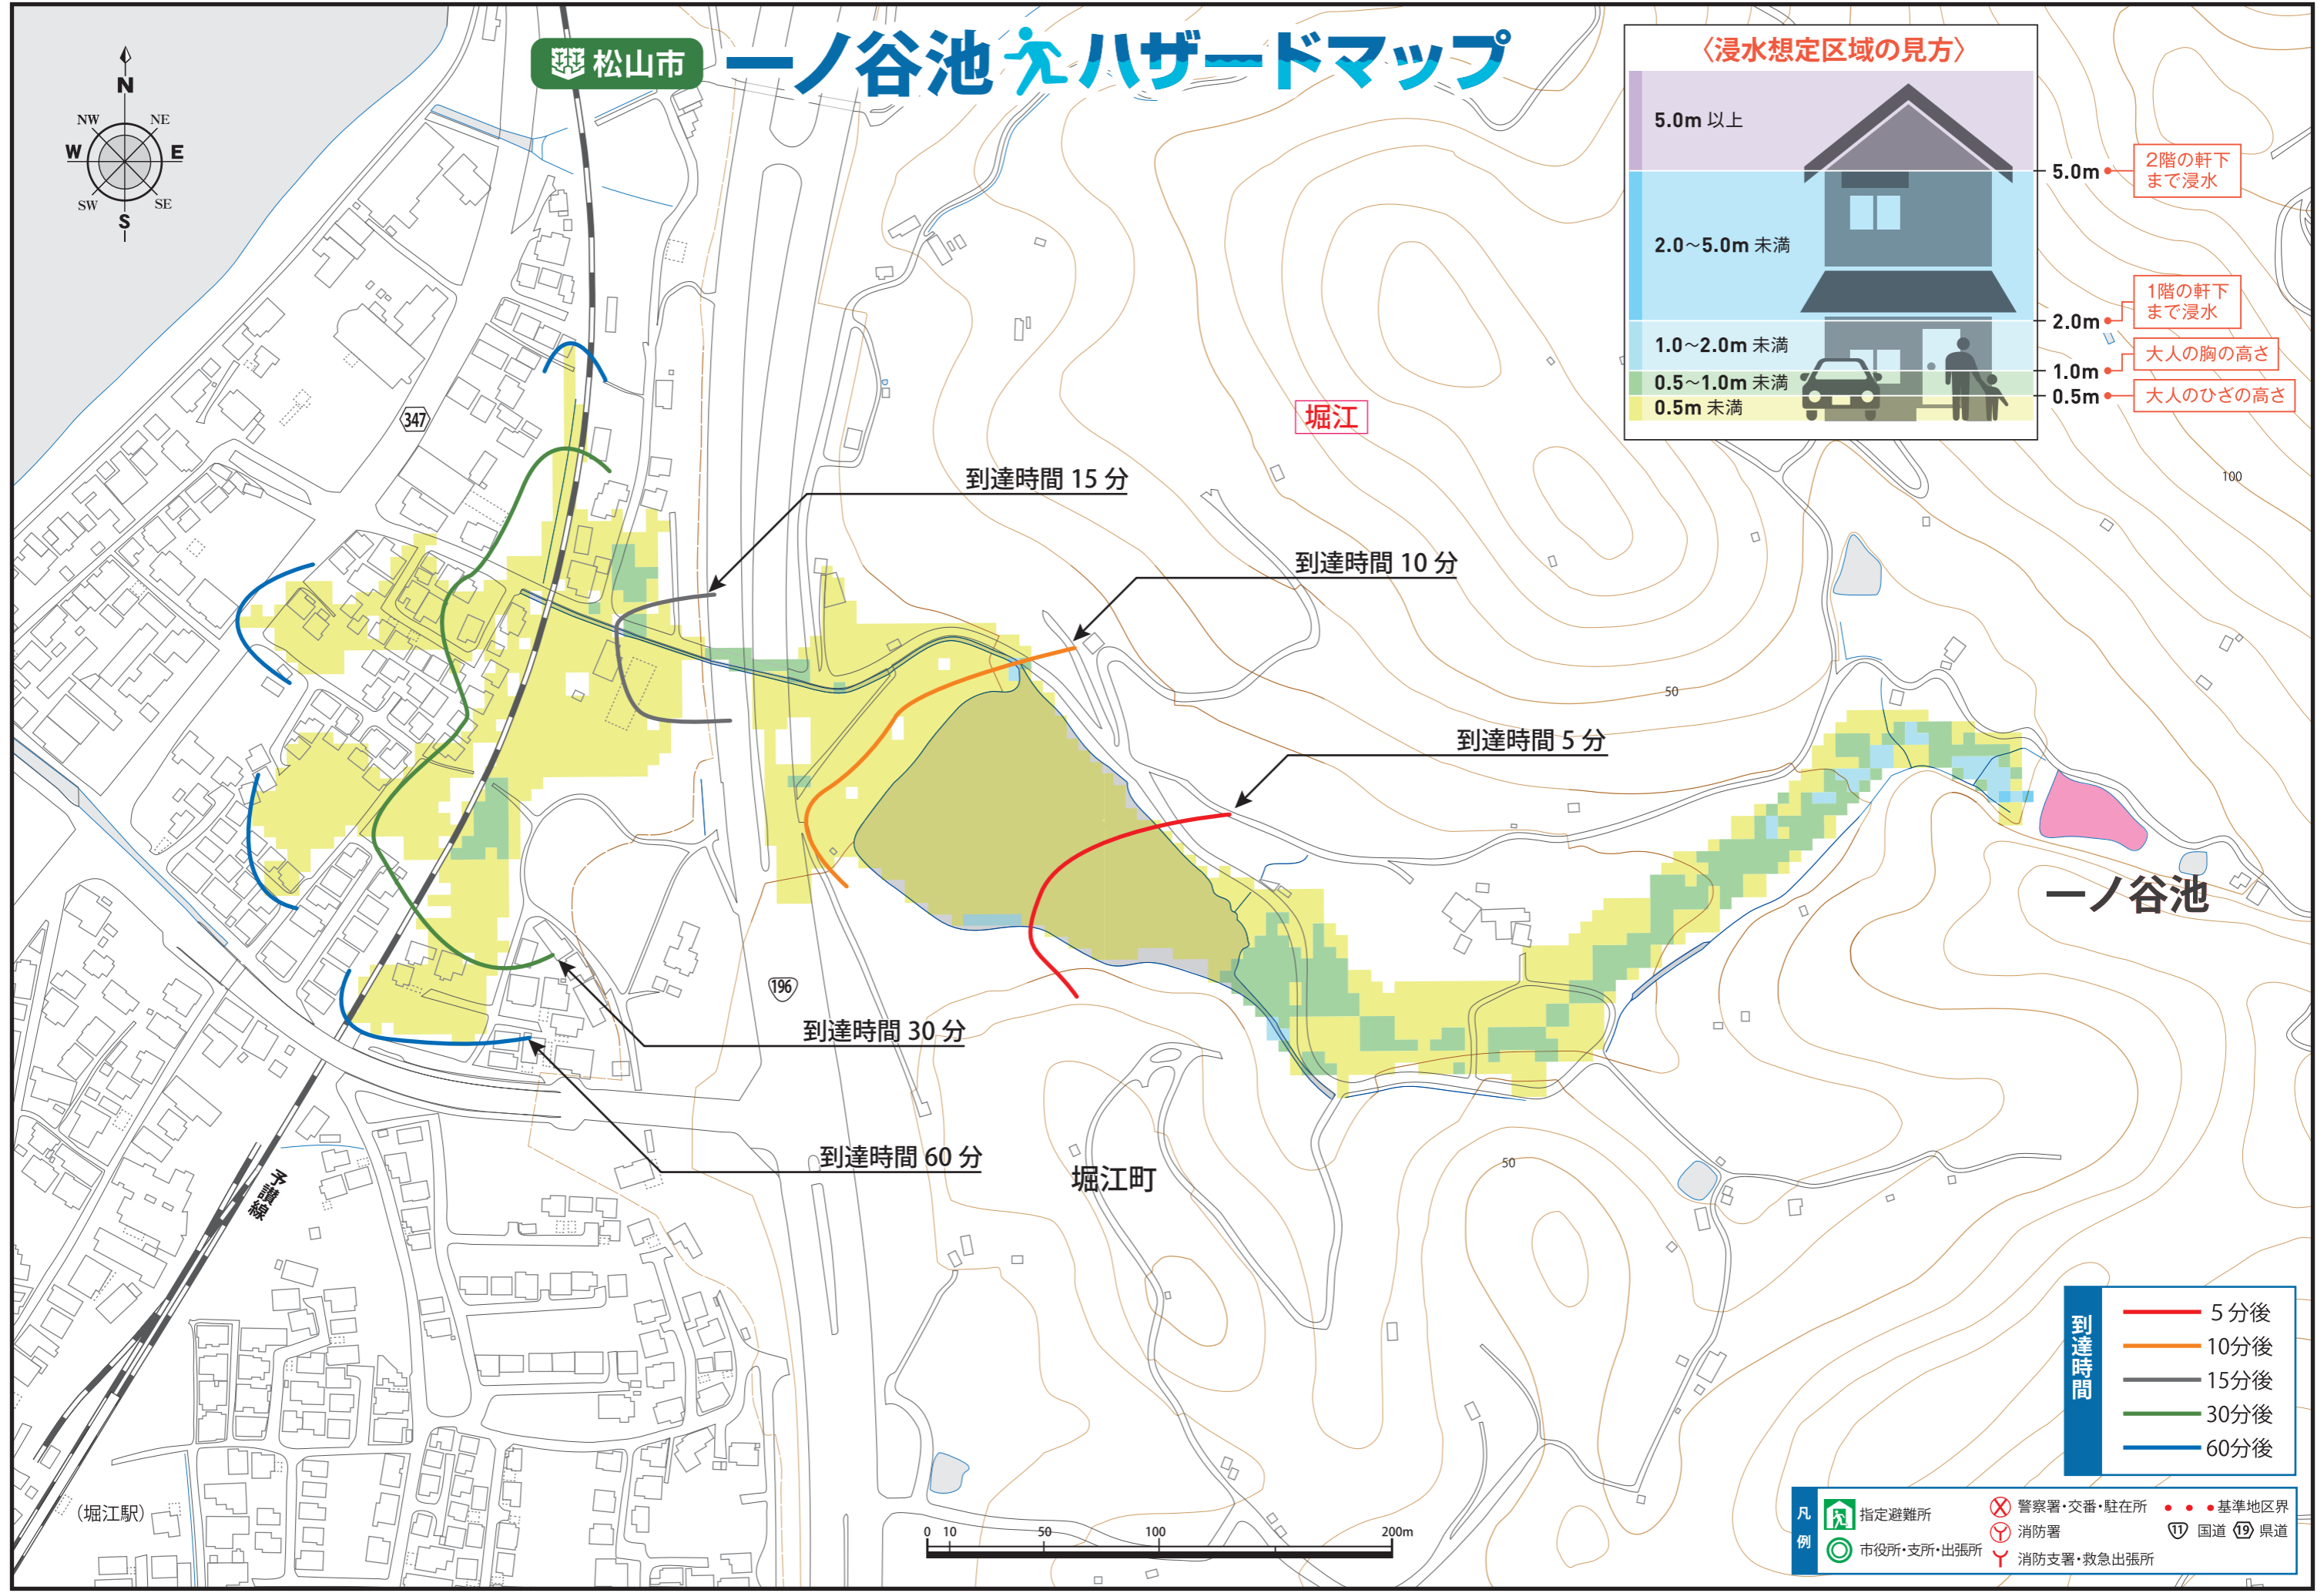 松山市
一ノ谷池 ハザードマップ
N
NW
NE
W
E
SW
SE
S
〈浸水想定区域の見方〉
5.0m 以上
2.0～5.0m 未満
1.0～2.0m 未満
0.5～1.0m 未満
0.5m 未満
5.0m
2階の軒下
まで浸水
2.0m
1階の軒下
まで浸水
1.0m
大人の胸の高さ
0.5m
大人のひざの高さ
347
堀江
100
到達時間 15 分
到達時間 10 分
50
到達時間 5 分
一ノ谷池
196
到達時間 30 分
到達時間 60 分
堀江町
50
予讃線
（堀江駅）
0 10 50 100 200m
到達時間
5分後
10分後
15分後
30分後
60分後
凡例
指定避難所
市役所・支所・出張所
警察署・交番・駐在所
消防署
消防支署・救急出張所
基準地区界
11 国道 19 県道